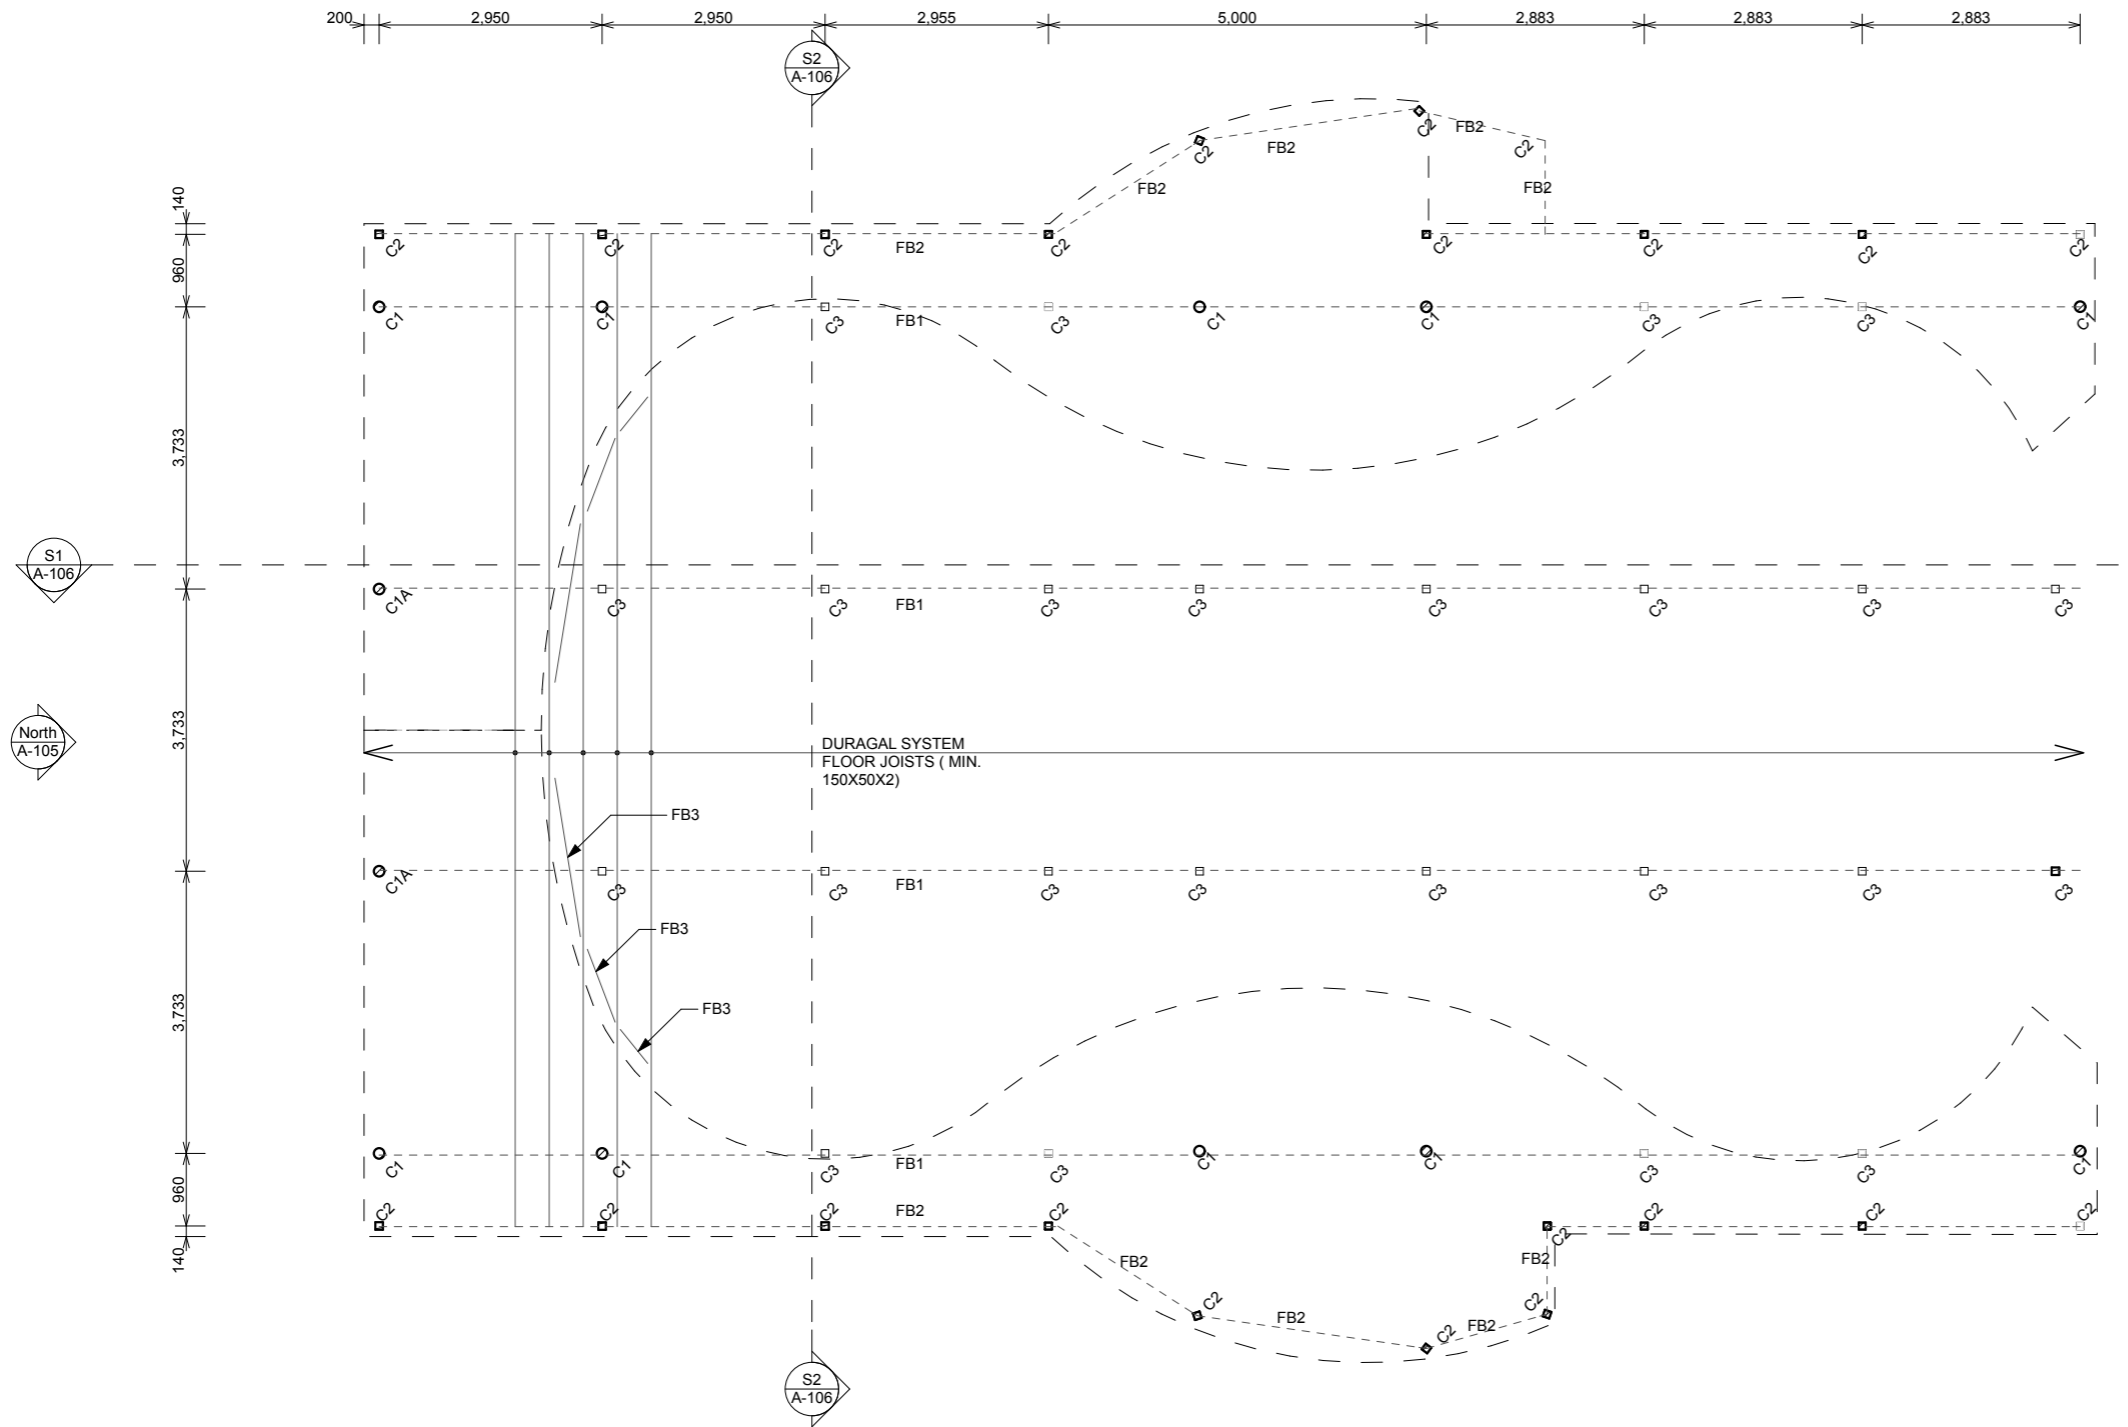 200
2,950
2,950
2,955
5,000
2,883
2,883
2,883
S2
A-106
C2
FB2
C2
C2
FB2
FB2
FB2
140
C2
C2
C2
FB2
C2
C2
C2
C2
C2
960
C1
C1
C3
FB1
C3
C1
C1
C3
C3
C1
3,733
S1
A-106
C1A
C3
C3
FB1
C3
C3
C3
C3
C3
C3
3,733
North
A-105
DURAGAL SYSTEM
FLOOR JOISTS ( MIN.
150X50X2)
FB3
C1A
C3
C3
FB1
C3
C3
C3
C3
C3
C3
FB3
3,733
FB3
C1
C1
C3
FB1
C3
C1
C1
C3
C3
C1
960
C2
C2
C2
FB2
C2
C2
C2
C2
C2
140
FB2
FB2
C2
FB2
C2
FB2
C2
S2
A-106